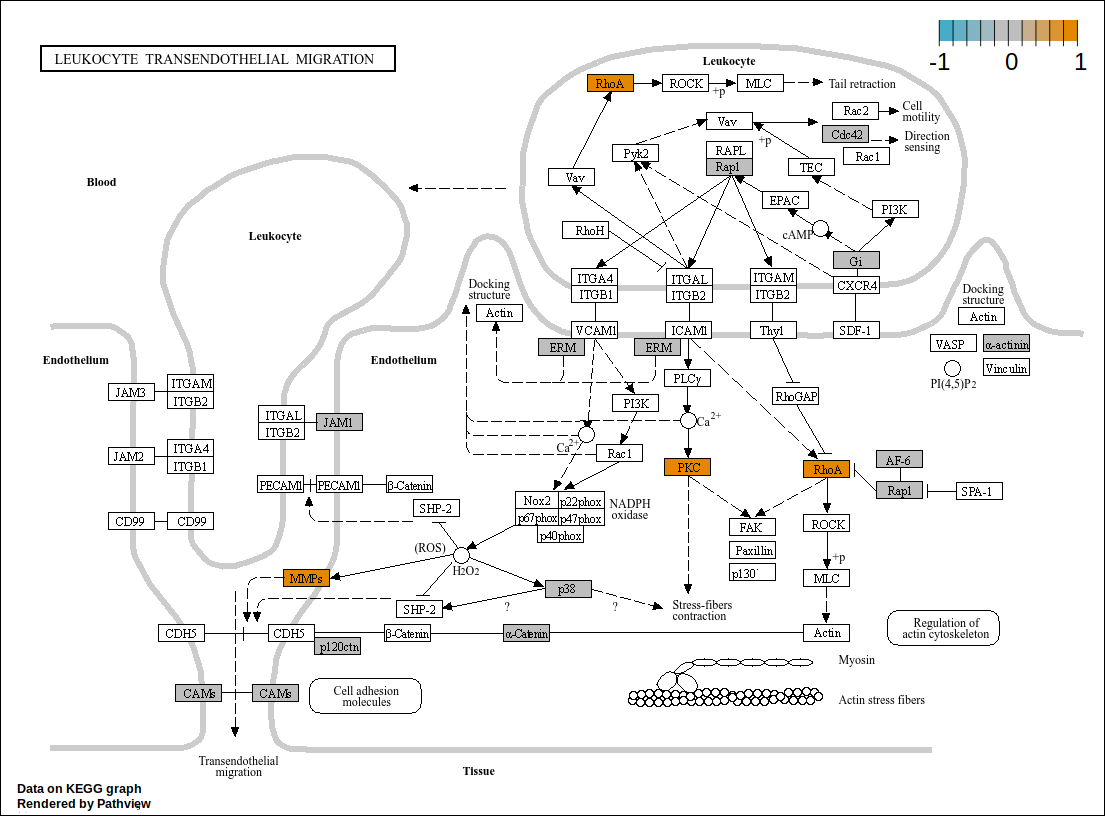 LEUKOCYTE TRANSENDOTHELIAL MIGRATION
-1 0 1
Leukocyte
RhoA ROCK MLC Tail retraction
+p
Vav Rac2 Cell
motility
+p Cdc42 Direction
sensing
Pyk2 RAPL Rac1
Rap1 TEC
Vav
EPAC PI3K
RhoH cAMP
Gi
Blood
Leukocyte
ITGA4 ITGAL ITGAM CXCR4
ITGB1 ITGB2 ITGB2
Docking
structure
Actin
VCAM1 ICAM1 Thy1 SDF-1
Docking
structure
Actin
VASP α-actinin
PI(4,5)P2 Vinculin
ERM ERM
Endothelium Endothelium
PLCγ
PI3K RhoGAP
JAM3 ITGAM
ITGB2
ITGAL JAM1
ITGB2
Ca2+ Ca2+
Rac1
JAM2 ITGA4
ITGB1
PKC RhoA AF-6
Rap1 SPA-1
PECAM1 PECAM1 β-Catenin
SHP-2
Nox2 p22phox NADPH
p67phox p47phox oxidase
p40phox
CD99 CD99
FAK ROCK
Paxillin +p
p130` MLC
(ROS)
H2O2
MMPs
p38
SHP-2 ? ? Stress-fibers
contraction
CDH5 CDH5 β-Catenin α-Catenin Actin
p120ctn
Regulation of
actin cytoskeleton
Myosin
CAMs CAMs Cell adhesion
molecules
Actin stress fibers
Transendothelial
migration
Tissue
Data on KEGG graph
Rendered by Pathview